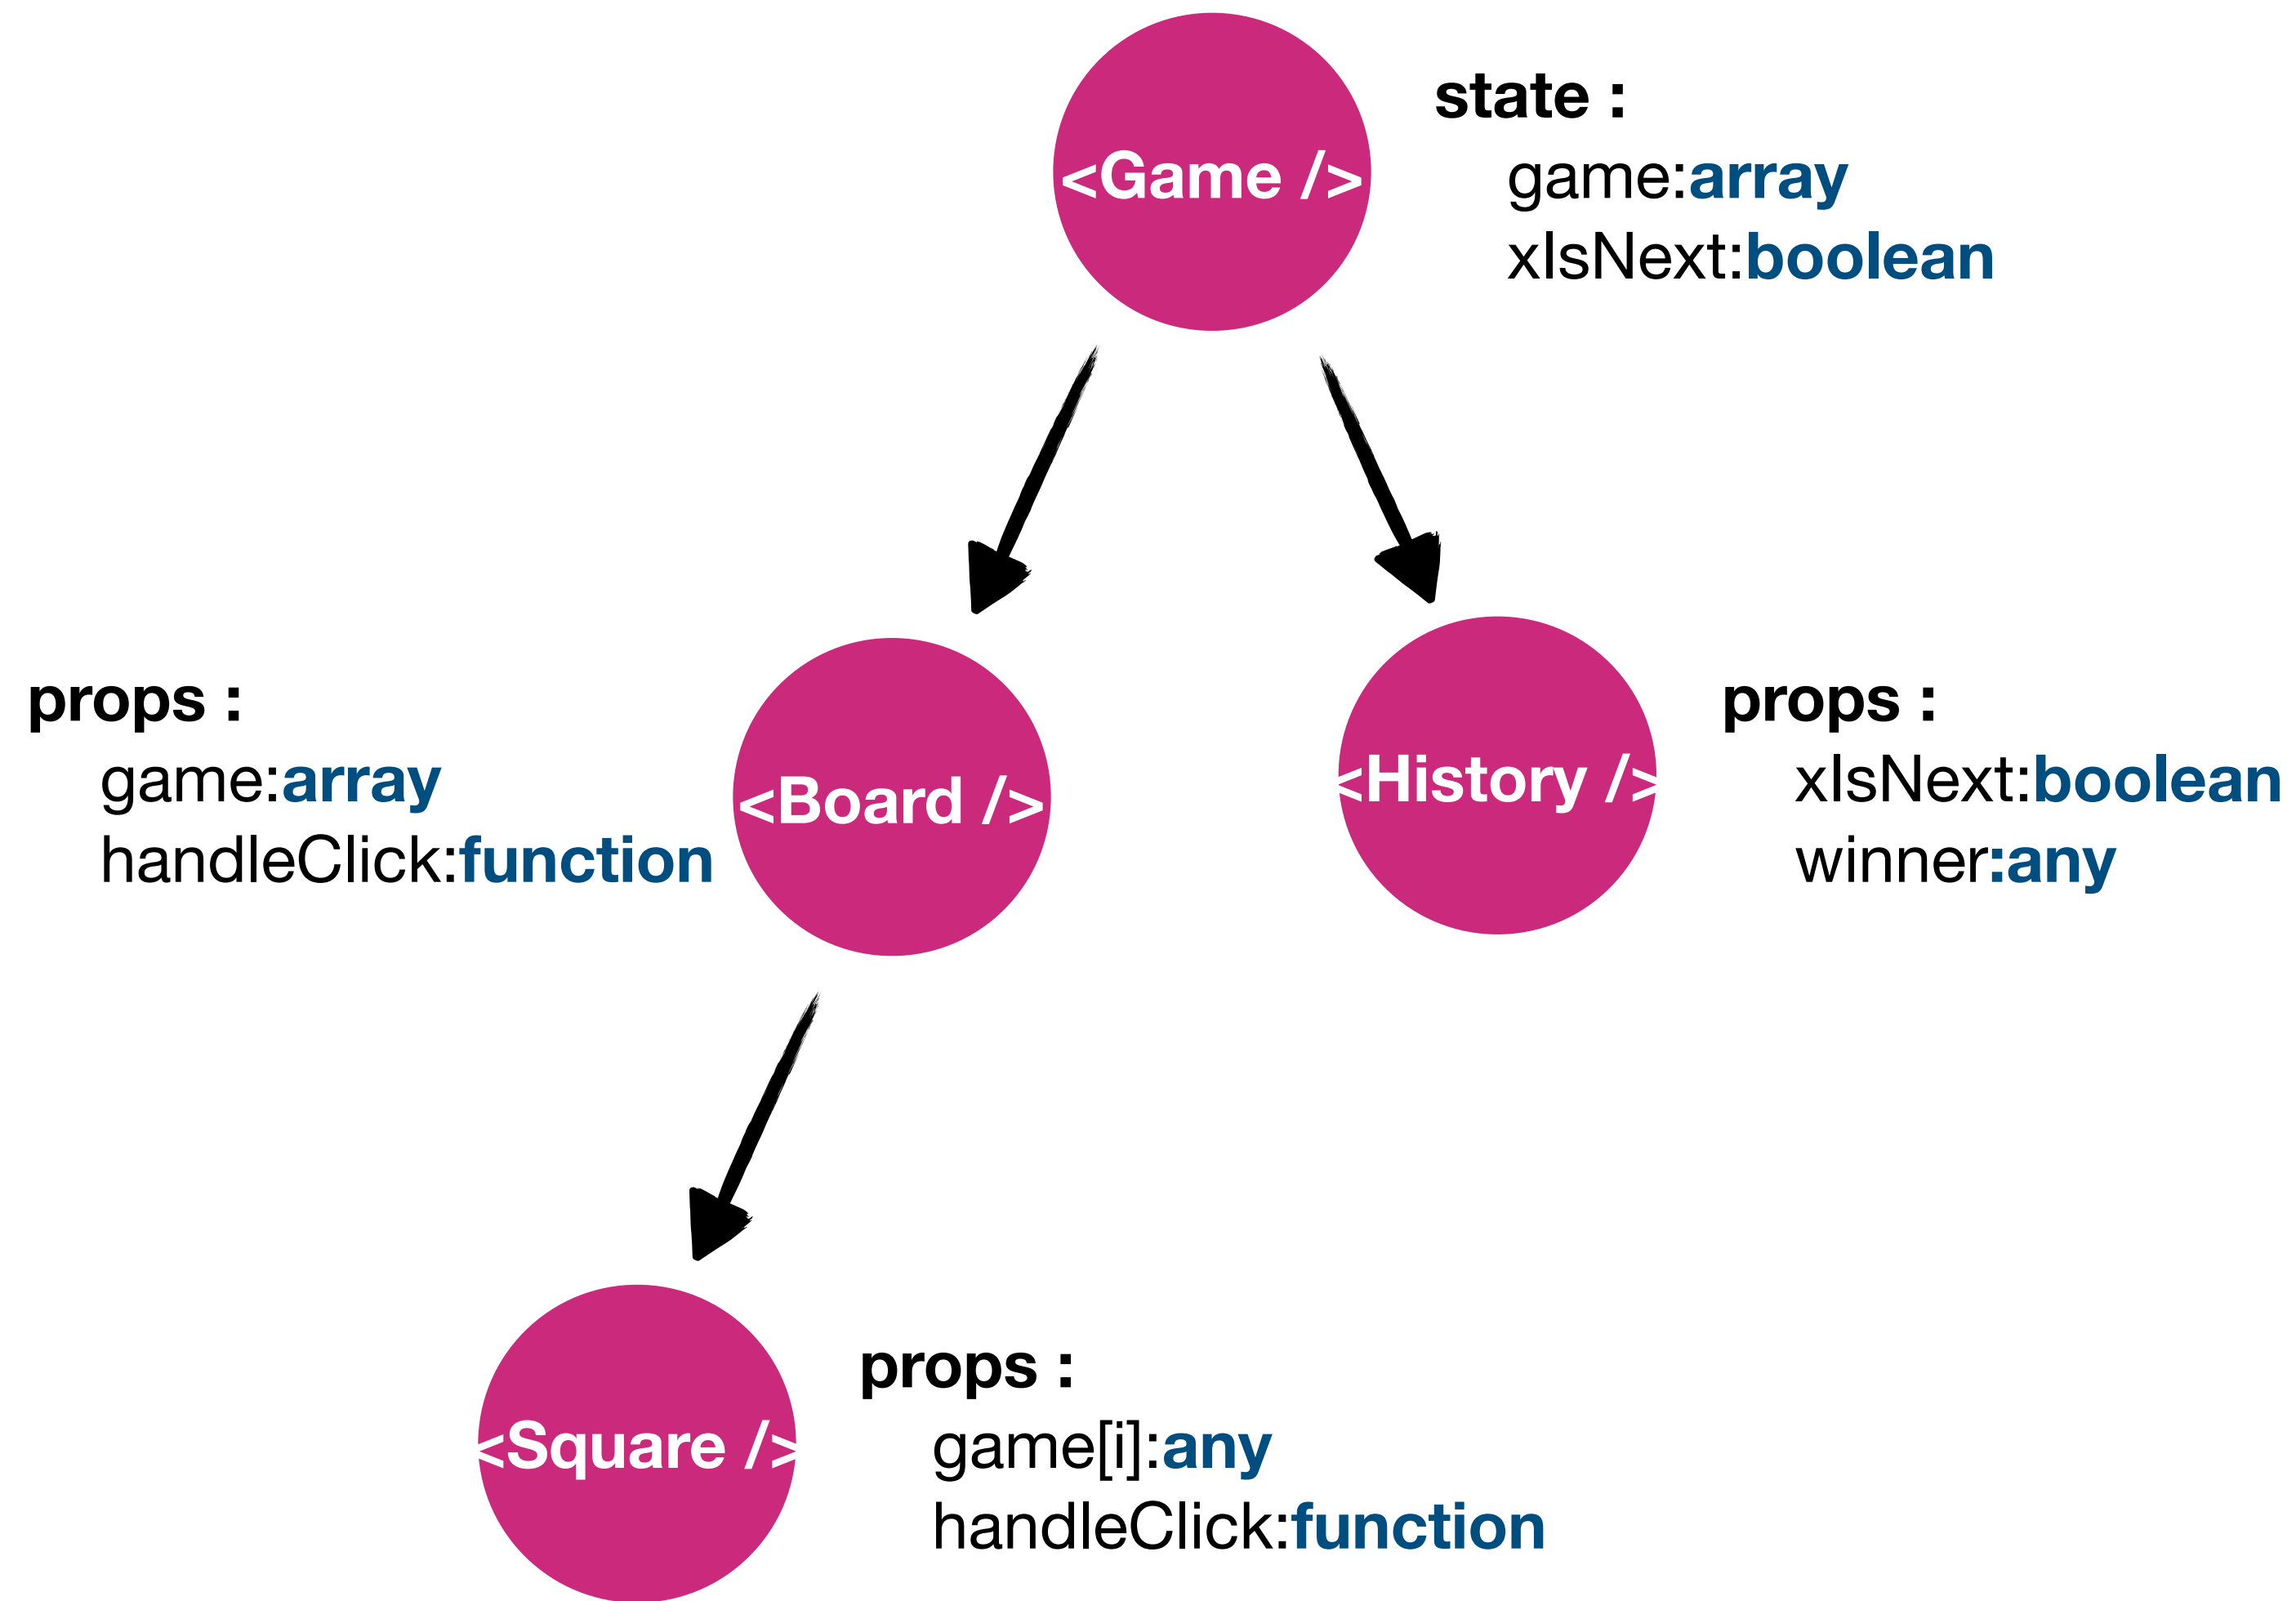 <Game />
state :
game:array
xIsNext:boolean
props :
game:array
handleClick:function
<Board />
<History />
props :
xIsNext:boolean
winner:any
<Square />
props :
game[i]:any
handleClick:function